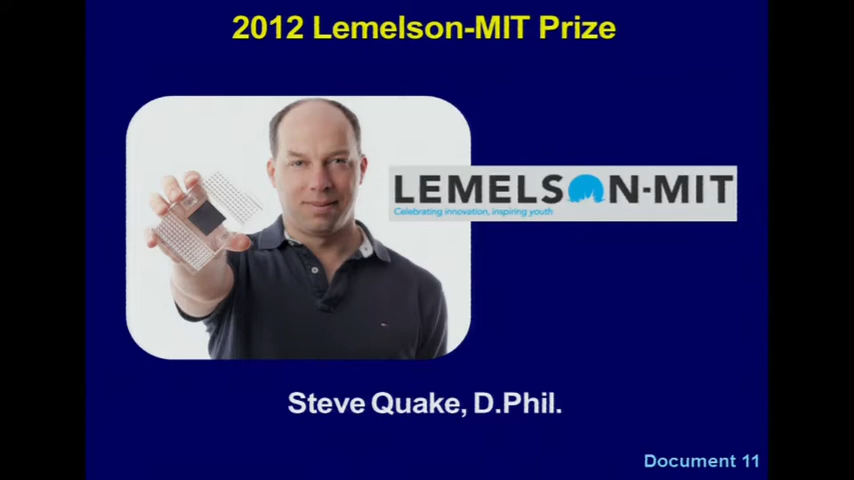 2012 Lemelson-MIT Prize
LEMELSON-MIT
Celebrating innovation, inspiring youth
Steve Quake, D.Phil.
Document 11